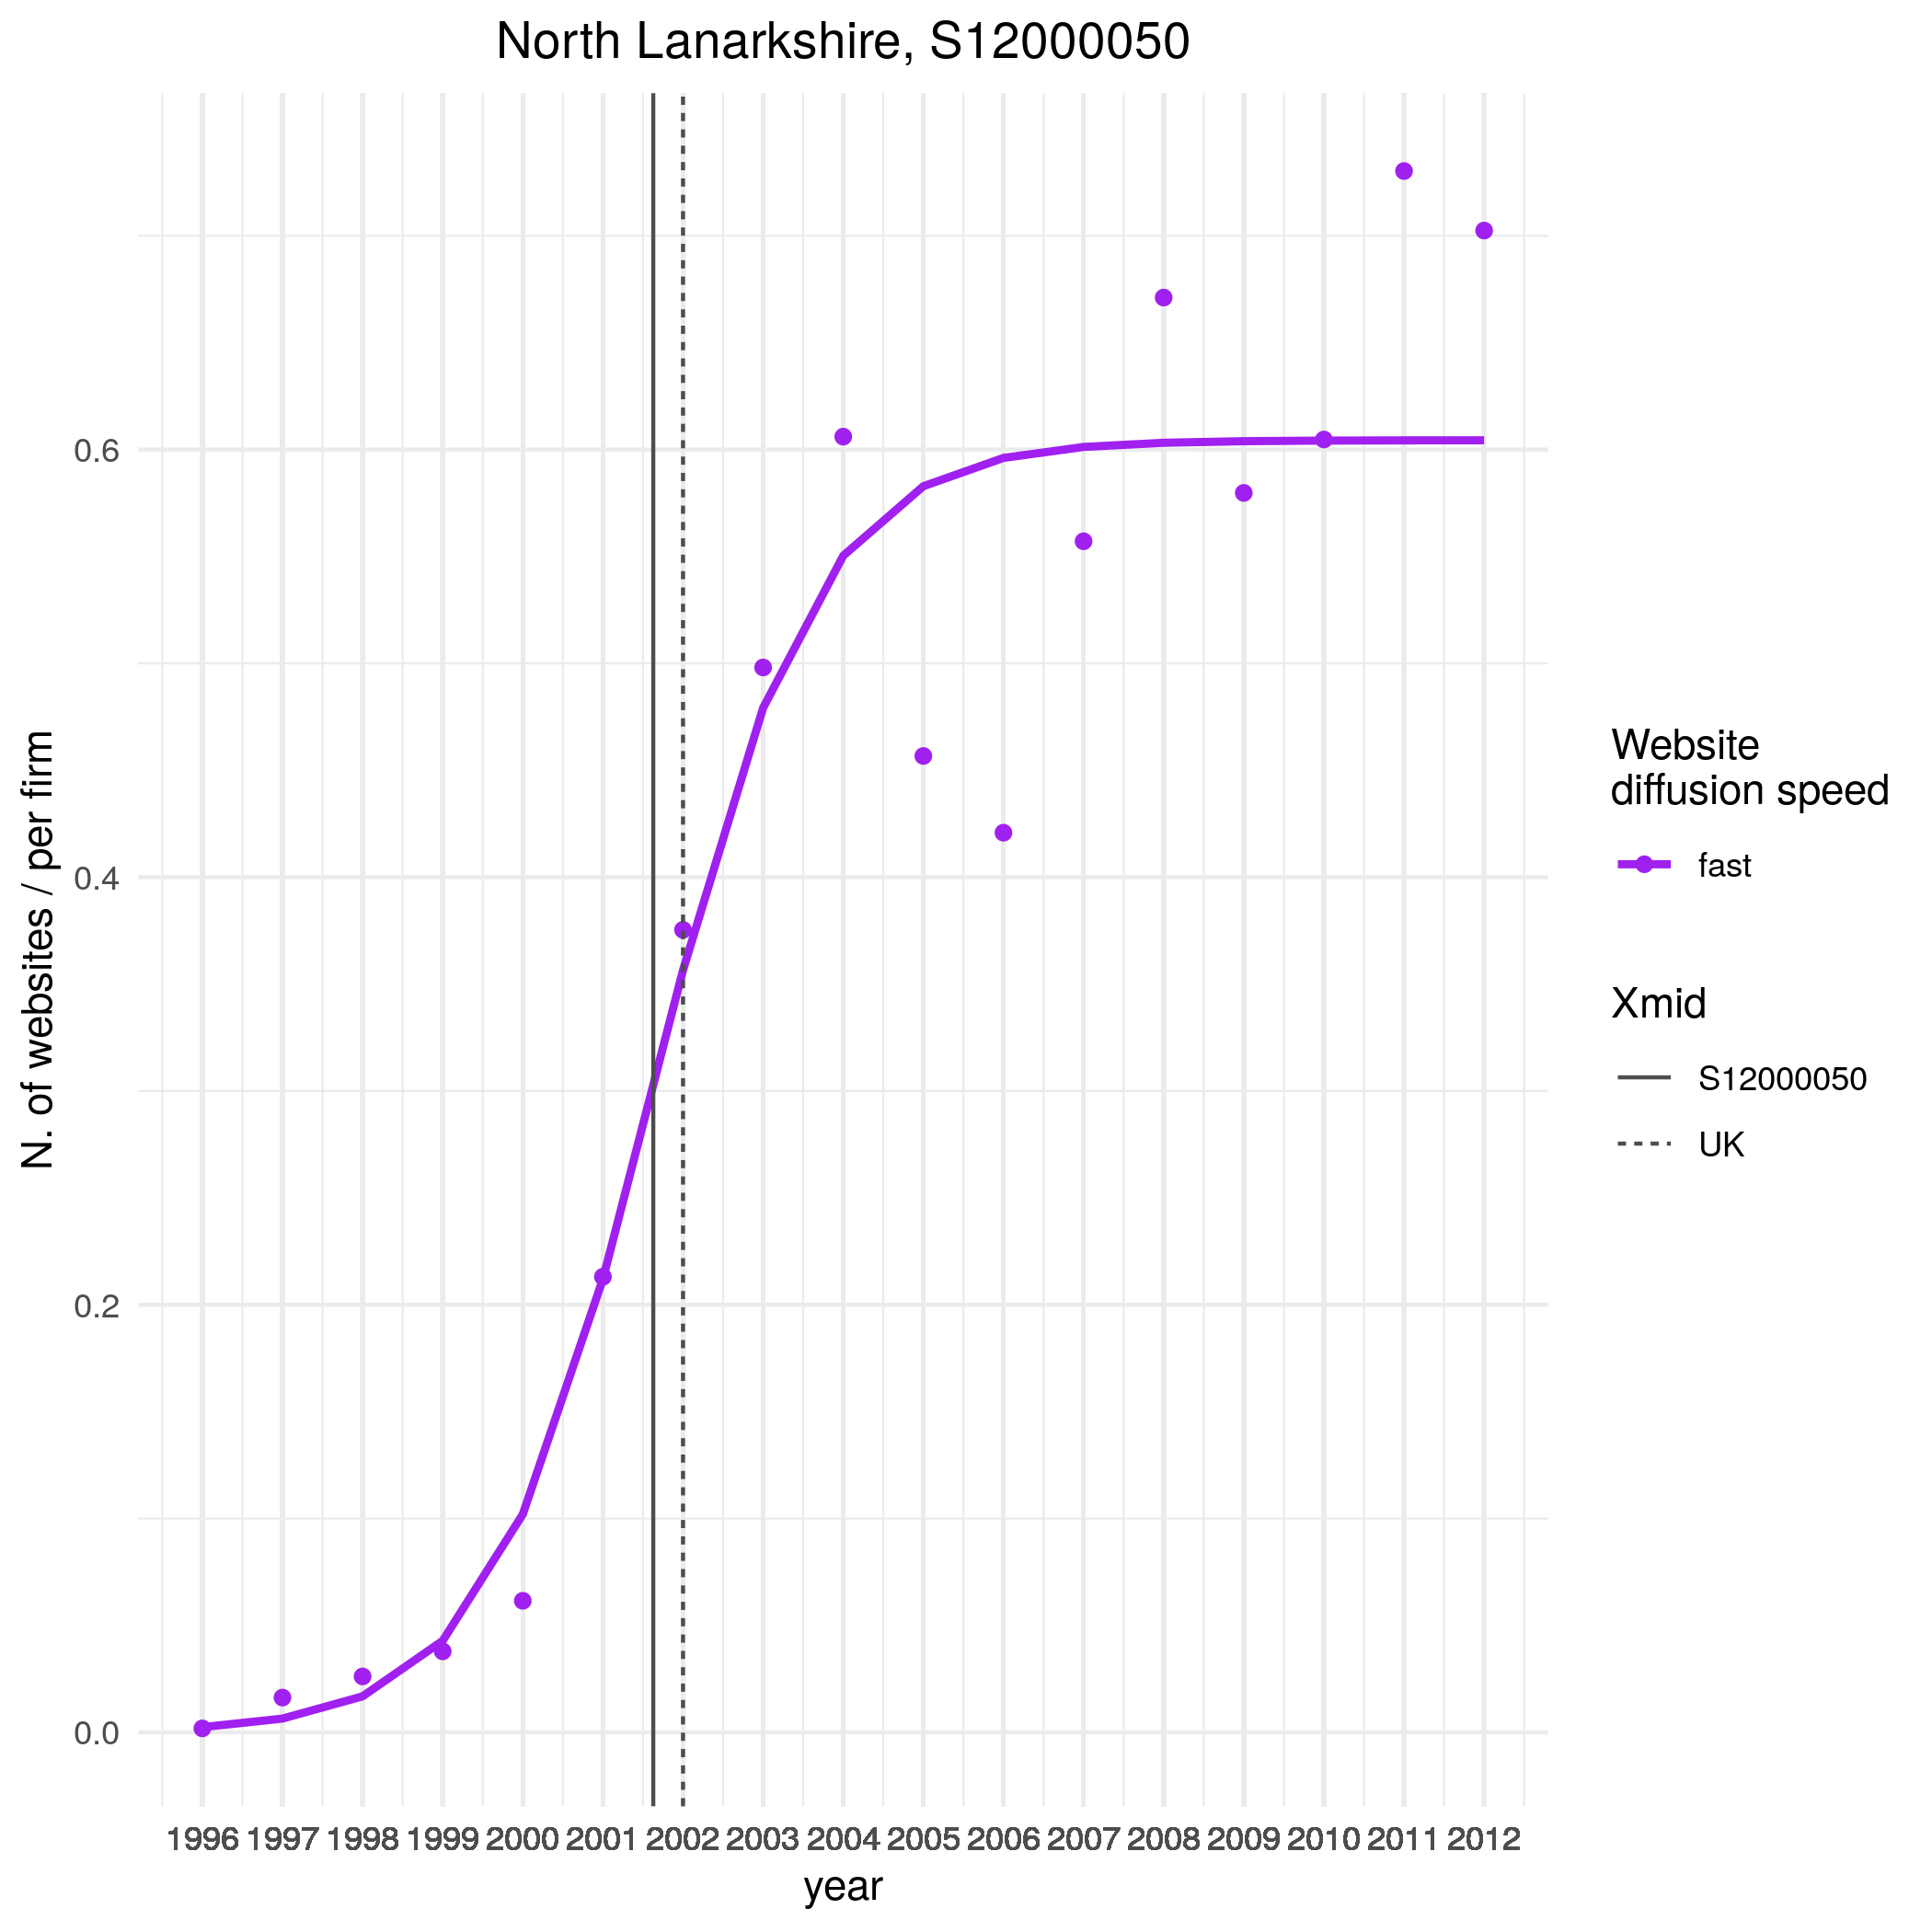 North Lanarkshire, S12000050
N. of websites / per firm
0.6
0.4
0.2
0.0
1996 1997 1998 1999 2000 2001 2002 2003 2004 2005 2006 2007 2008 2009 2010 2011 2012
year
Website
diffusion speed
fast
Xmid
S12000050
UK